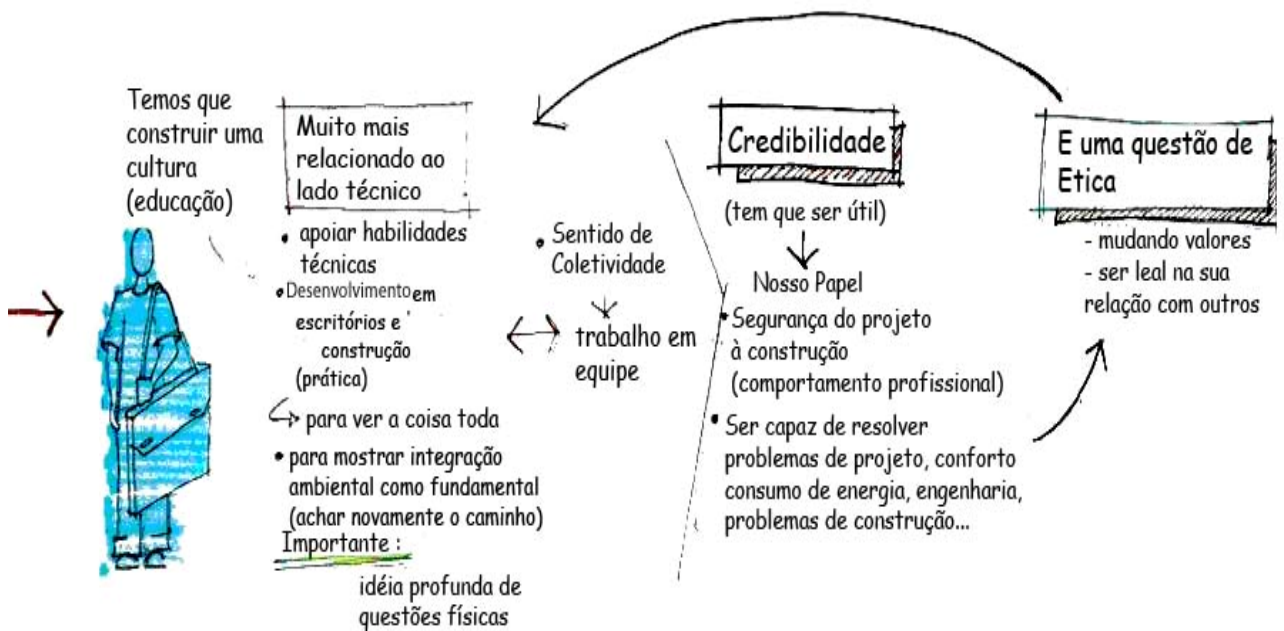 Temos que
construir uma
cultura
(educação)
Muito mais
relacionado ao
lado técnico
• apoiar habilidades
técnicas
• Desenvolvimento em
escritórios e '
construção
(prática)
para ver a coisa toda
• para mostrar integração
ambiental como fundamental
(achar novamente o caminho)
Importante :
idéia profunda de
questões físicas
• Sentido de
Coletividade
trabalho em
equipe
Credibilidade
(tem que ser útil)
Nosso Papel
• Segurança do projeto
à construção
(comportamento profissional)
• Ser capaz de resolver
problemas de projeto, conforto
consumo de energia, engenharia,
problemas de construção...
E uma questão de
Etica
- mudando valores
- ser leal na sua
relação com outros